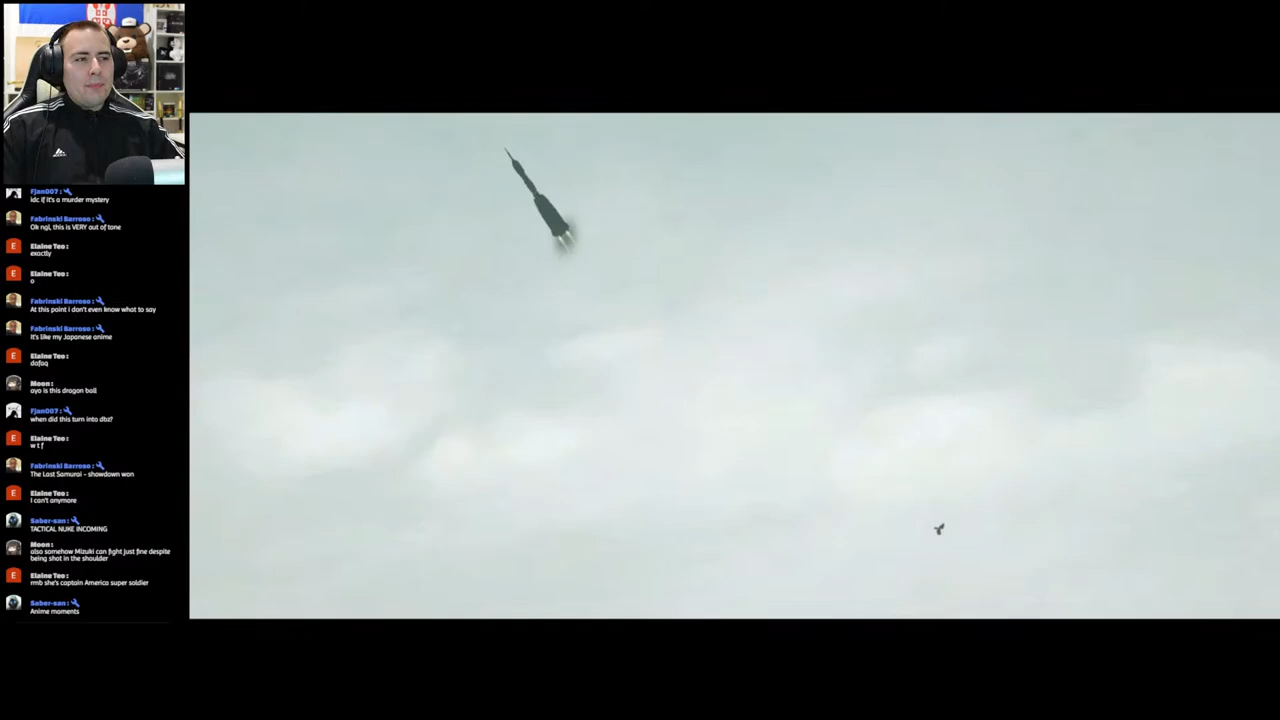 Fjan007 :
idc if it's a murder mystery
Fabrinski Barroso :
Ok ngl, this is VERY out of tone
Elaine Teo :
exactly
Elaine Teo :
o
Fabrinski Barroso :
At this point i don't even know what to say
Fabrinski Barroso :
It's like my Japanese anime
Elaine Teo :
dafaq
Moon :
ayo is this dragon ball
Fjan007 :
when did this turn into dbz?
Elaine Teo :
w t f
Fabrinski Barroso :
The Last Samurai - showdown won
Elaine Teo :
I can't anymore
Saber-san :
TACTICAL NUKE INCOMING
Moon :
also somehow Mizuki can fight just fine despite
being shot in the shoulder
Elaine Teo :
rmb she's captain America super soldier
Saber-san :
Anime moments